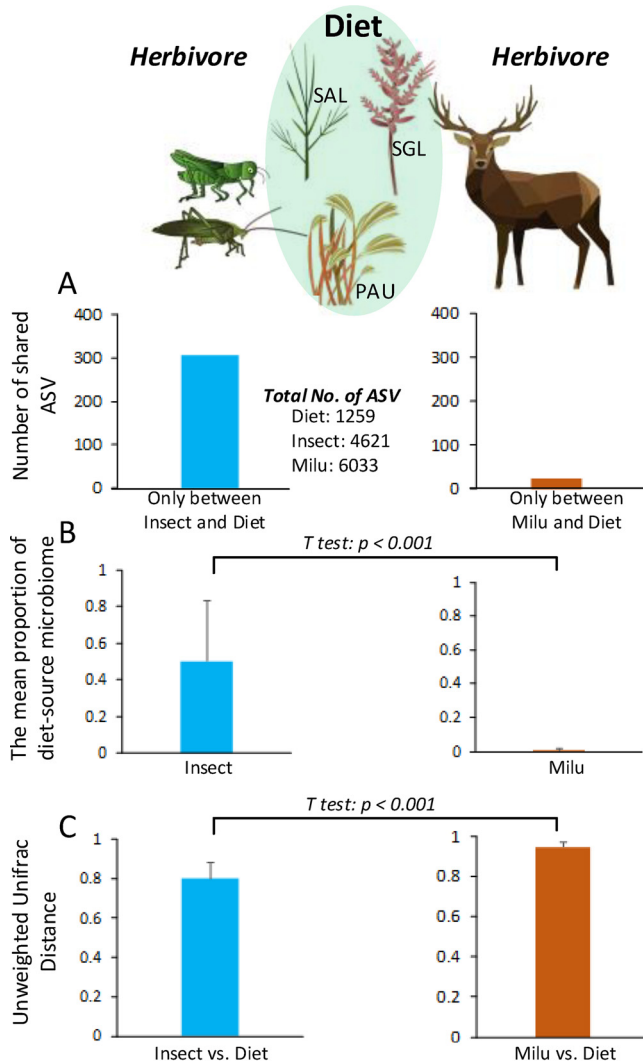 Diet
Herbivore
Herbivore
SAL
SGL
PAU
A
Number of shared
ASV
400
300
200
100
0
Only between
Insect and Diet
Total No. of ASV
Diet: 1259
Insect: 4621
Milu: 6033
400
300
200
100
0
Only between
Milu and Diet
B
T test: p < 0.001
The mean proportion of
diet-source microbiome
1
0.8
0.6
0.4
0.2
0
Insect
1
0.8
0.6
0.4
0.2
0
Milu
C
T test: p < 0.001
Unweighted Unifrac
Distance
1
0.8
0.6
0.4
0.2
0
Insect vs. Diet
1
0.8
0.6
0.4
0.2
0
Milu vs. Diet